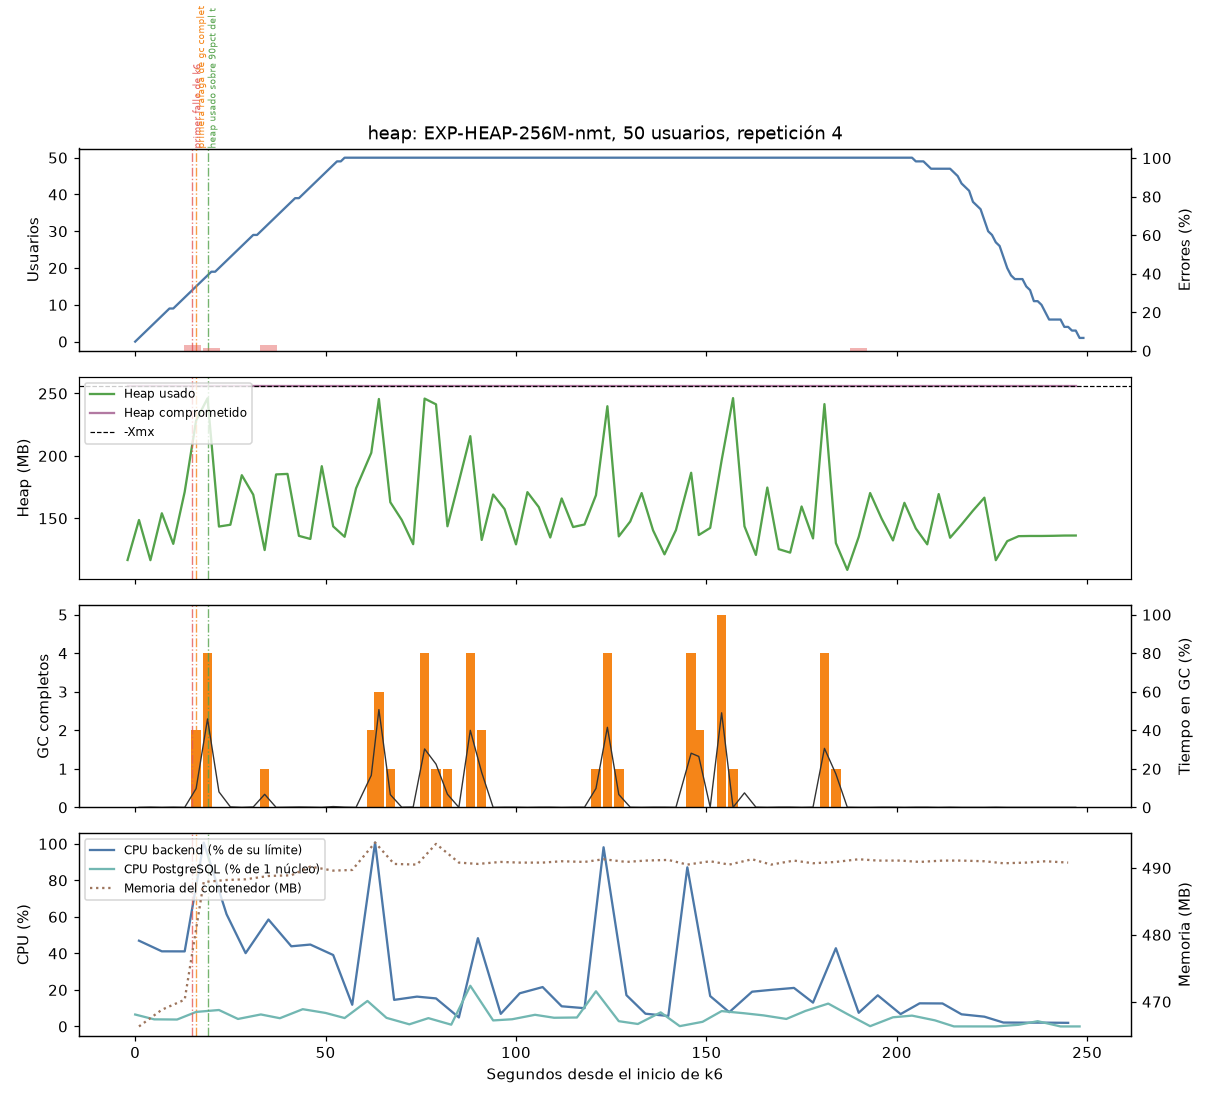 heap usado sobre 90pct del t
heap: EXP-HEAP-256M-nmt, 50 usuarios, repetición 4
50
40
30
20
10
0
Usuarios
100
80
60
40
20
0
Errores (%)
Heap usado
Heap comprometido
-Xmx
250
200
150
Heap (MB)
5
4
3
2
1
0
GC completos
100
80
60
40
20
0
Tiempo en GC (%)
CPU backend (% de su límite)
CPU PostgreSQL (% de 1 núcleo)
Memoria del contenedor (MB)
100
80
60
40
20
0
CPU (%)
490
480
470
Memoria (MB)
0
50
100
150
200
250
Segundos desde el inicio de k6